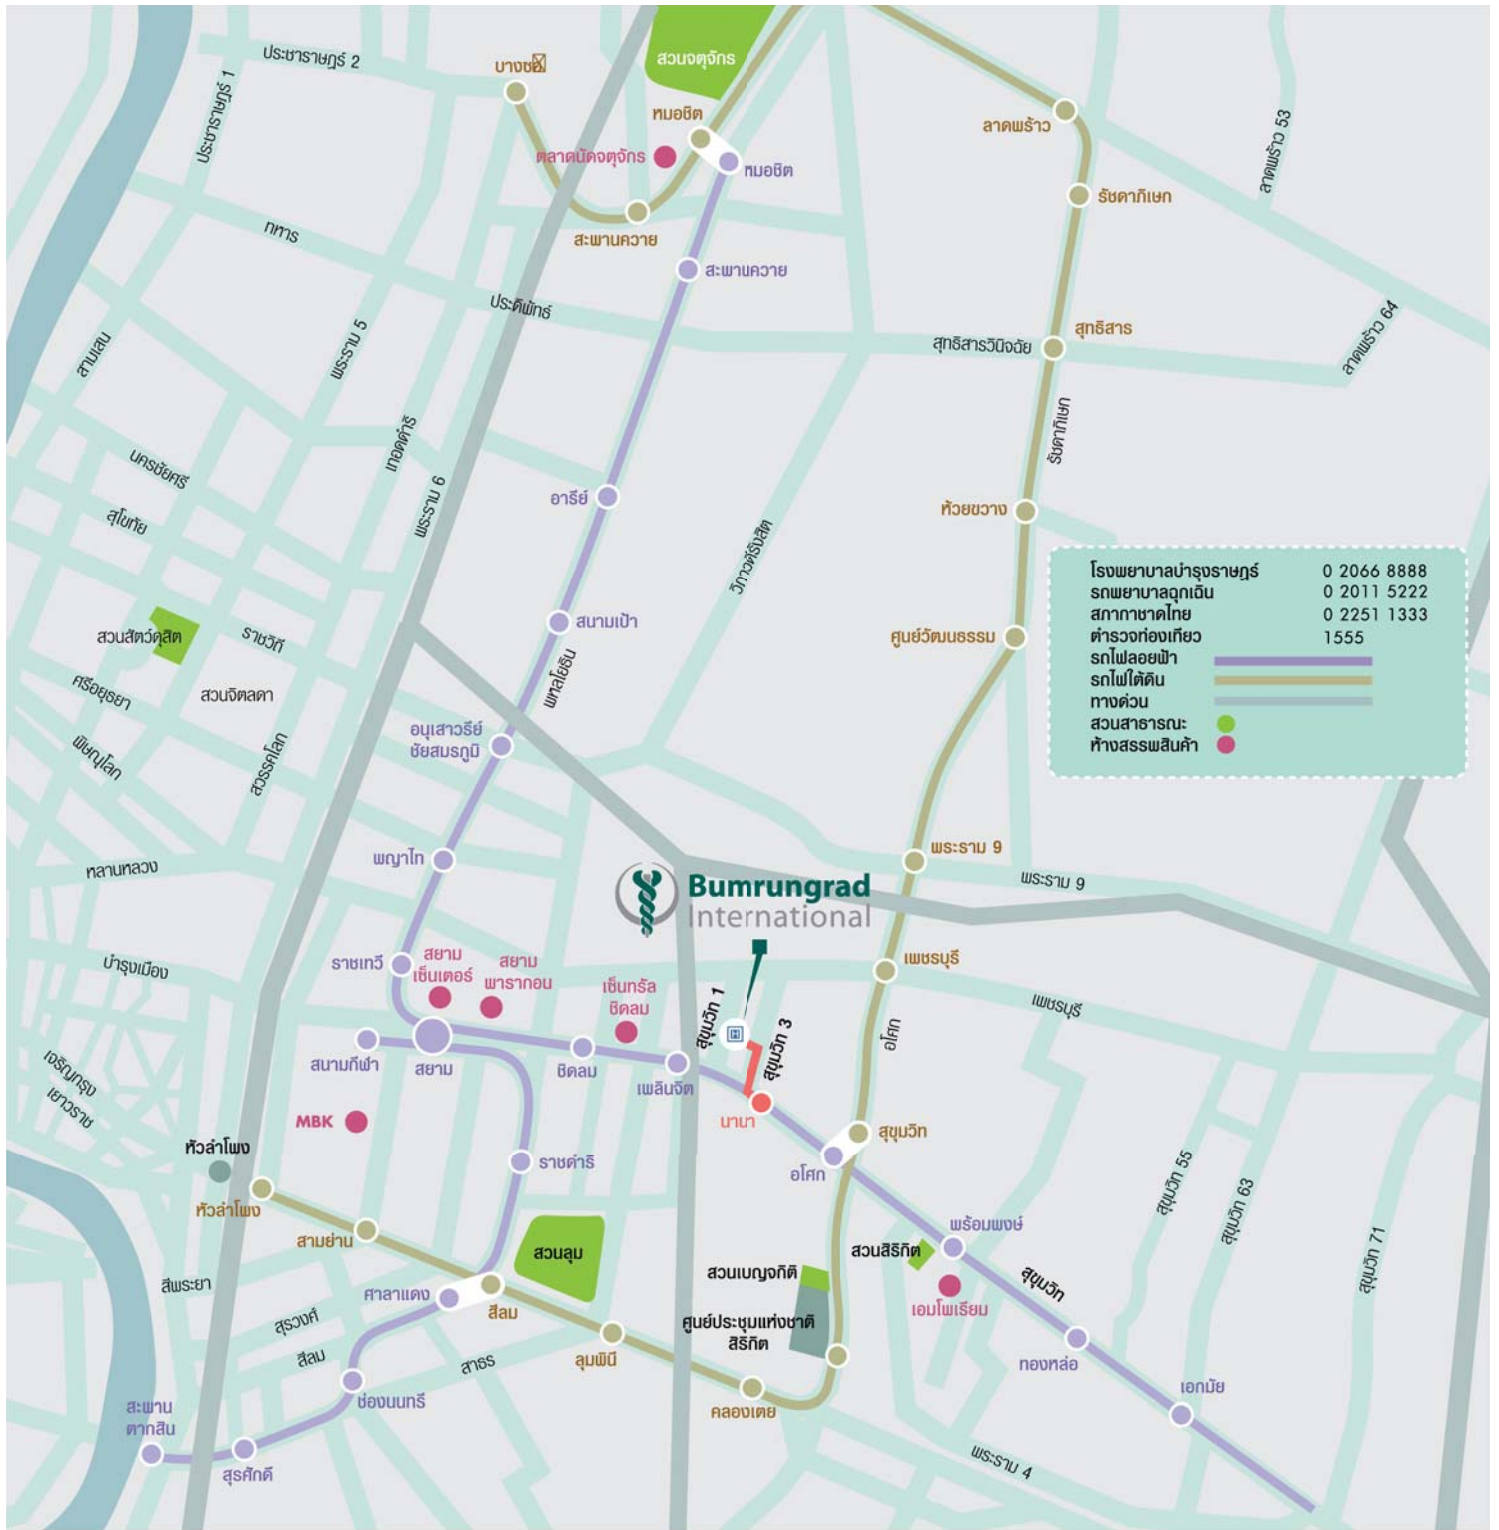 ประชาราษฎร์ 2
บางซื่อ
สวนจตุจักร
ประชาราษฎร์ 1
หมอชิต
ตลาดนัดจตุจักร
หมอชิต
ลาดพร้าว
ลาดพร้าว 53
รัชดาภิเษก
ทหาร
สะพานควาย
สะพานควาย
ประดิพัทธ์
สามเสน
พระราม 5
สุทธิสารวินิจฉัย
สุทธิสาร
ลาดพร้าว 64
เทอดดำริ
รัชดาภิเษก
นครชัยศรี
พระราม 6
อารีย์
สุโขทัย
ห้วยขวาง
วิภาวดีรังสิต
โรงพยาบาลบำรุงราษฎร์ 0 2066 8888
รถพยาบาลฉุกเฉิน 0 2011 5222
สภากาชาดไทย 0 2251 1333
ตำรวจท่องเที่ยว 1555
รถไฟลอยฟ้า
รถไฟใต้ดิน
ทางด่วน
สวนสาธารณะ
ห้างสรรพสินค้า
สวนสัตว์ดุสิต
ราชวิถี
สนามเป้า
ศูนย์วัฒนธรรม
ศรีอยุธยา
สวนจิตลดา
พหลโยธิน
พิษณุโลก
สวรรคโลก
อนุเสาวรีย์
ชัยสมรภูมิ
หลานหลวง
พญาไท
พระราม 9
พระราม 9
Bumrungrad
International
บำรุงเมือง
ราชเทวี
สยาม
เซ็นเตอร์
สยาม
พารากอน
เซ็นทรัล
ชิดลม
เพชรบุรี
เพชรบุรี
สุขุมวิท 1
สุขุมวิท 3
อโศก
เจริญกรุง
เยาวราช
สนามกีฬา
สยาม
ชิดลม
เพลินจิต
MBK
นานา
สุขุมวิท
หัวลำโพง
ราชดำริ
อโศก
สุขุมวิท 55
สุขุมวิท 63
สุขุมวิท 71
หัวลำโพง
สามย่าน
สวนลุม
พร้อมพงษ์
สวนสิริกิต
สวนเบญจกิติ
สุขุมวิท
สี่พระยา
ศาลาแดง
สีลม
เอมโพเรียม
ศูนย์ประชุมแห่งชาติ
สิริกิต
สุรวงศ์
สีลม
สาธร
ลุมพินี
ทองหล่อ
ช่องนนทรี
คลองเตย
เอกมัย
สะพาน
ตากสิน
สุรศักดิ์
พระราม 4